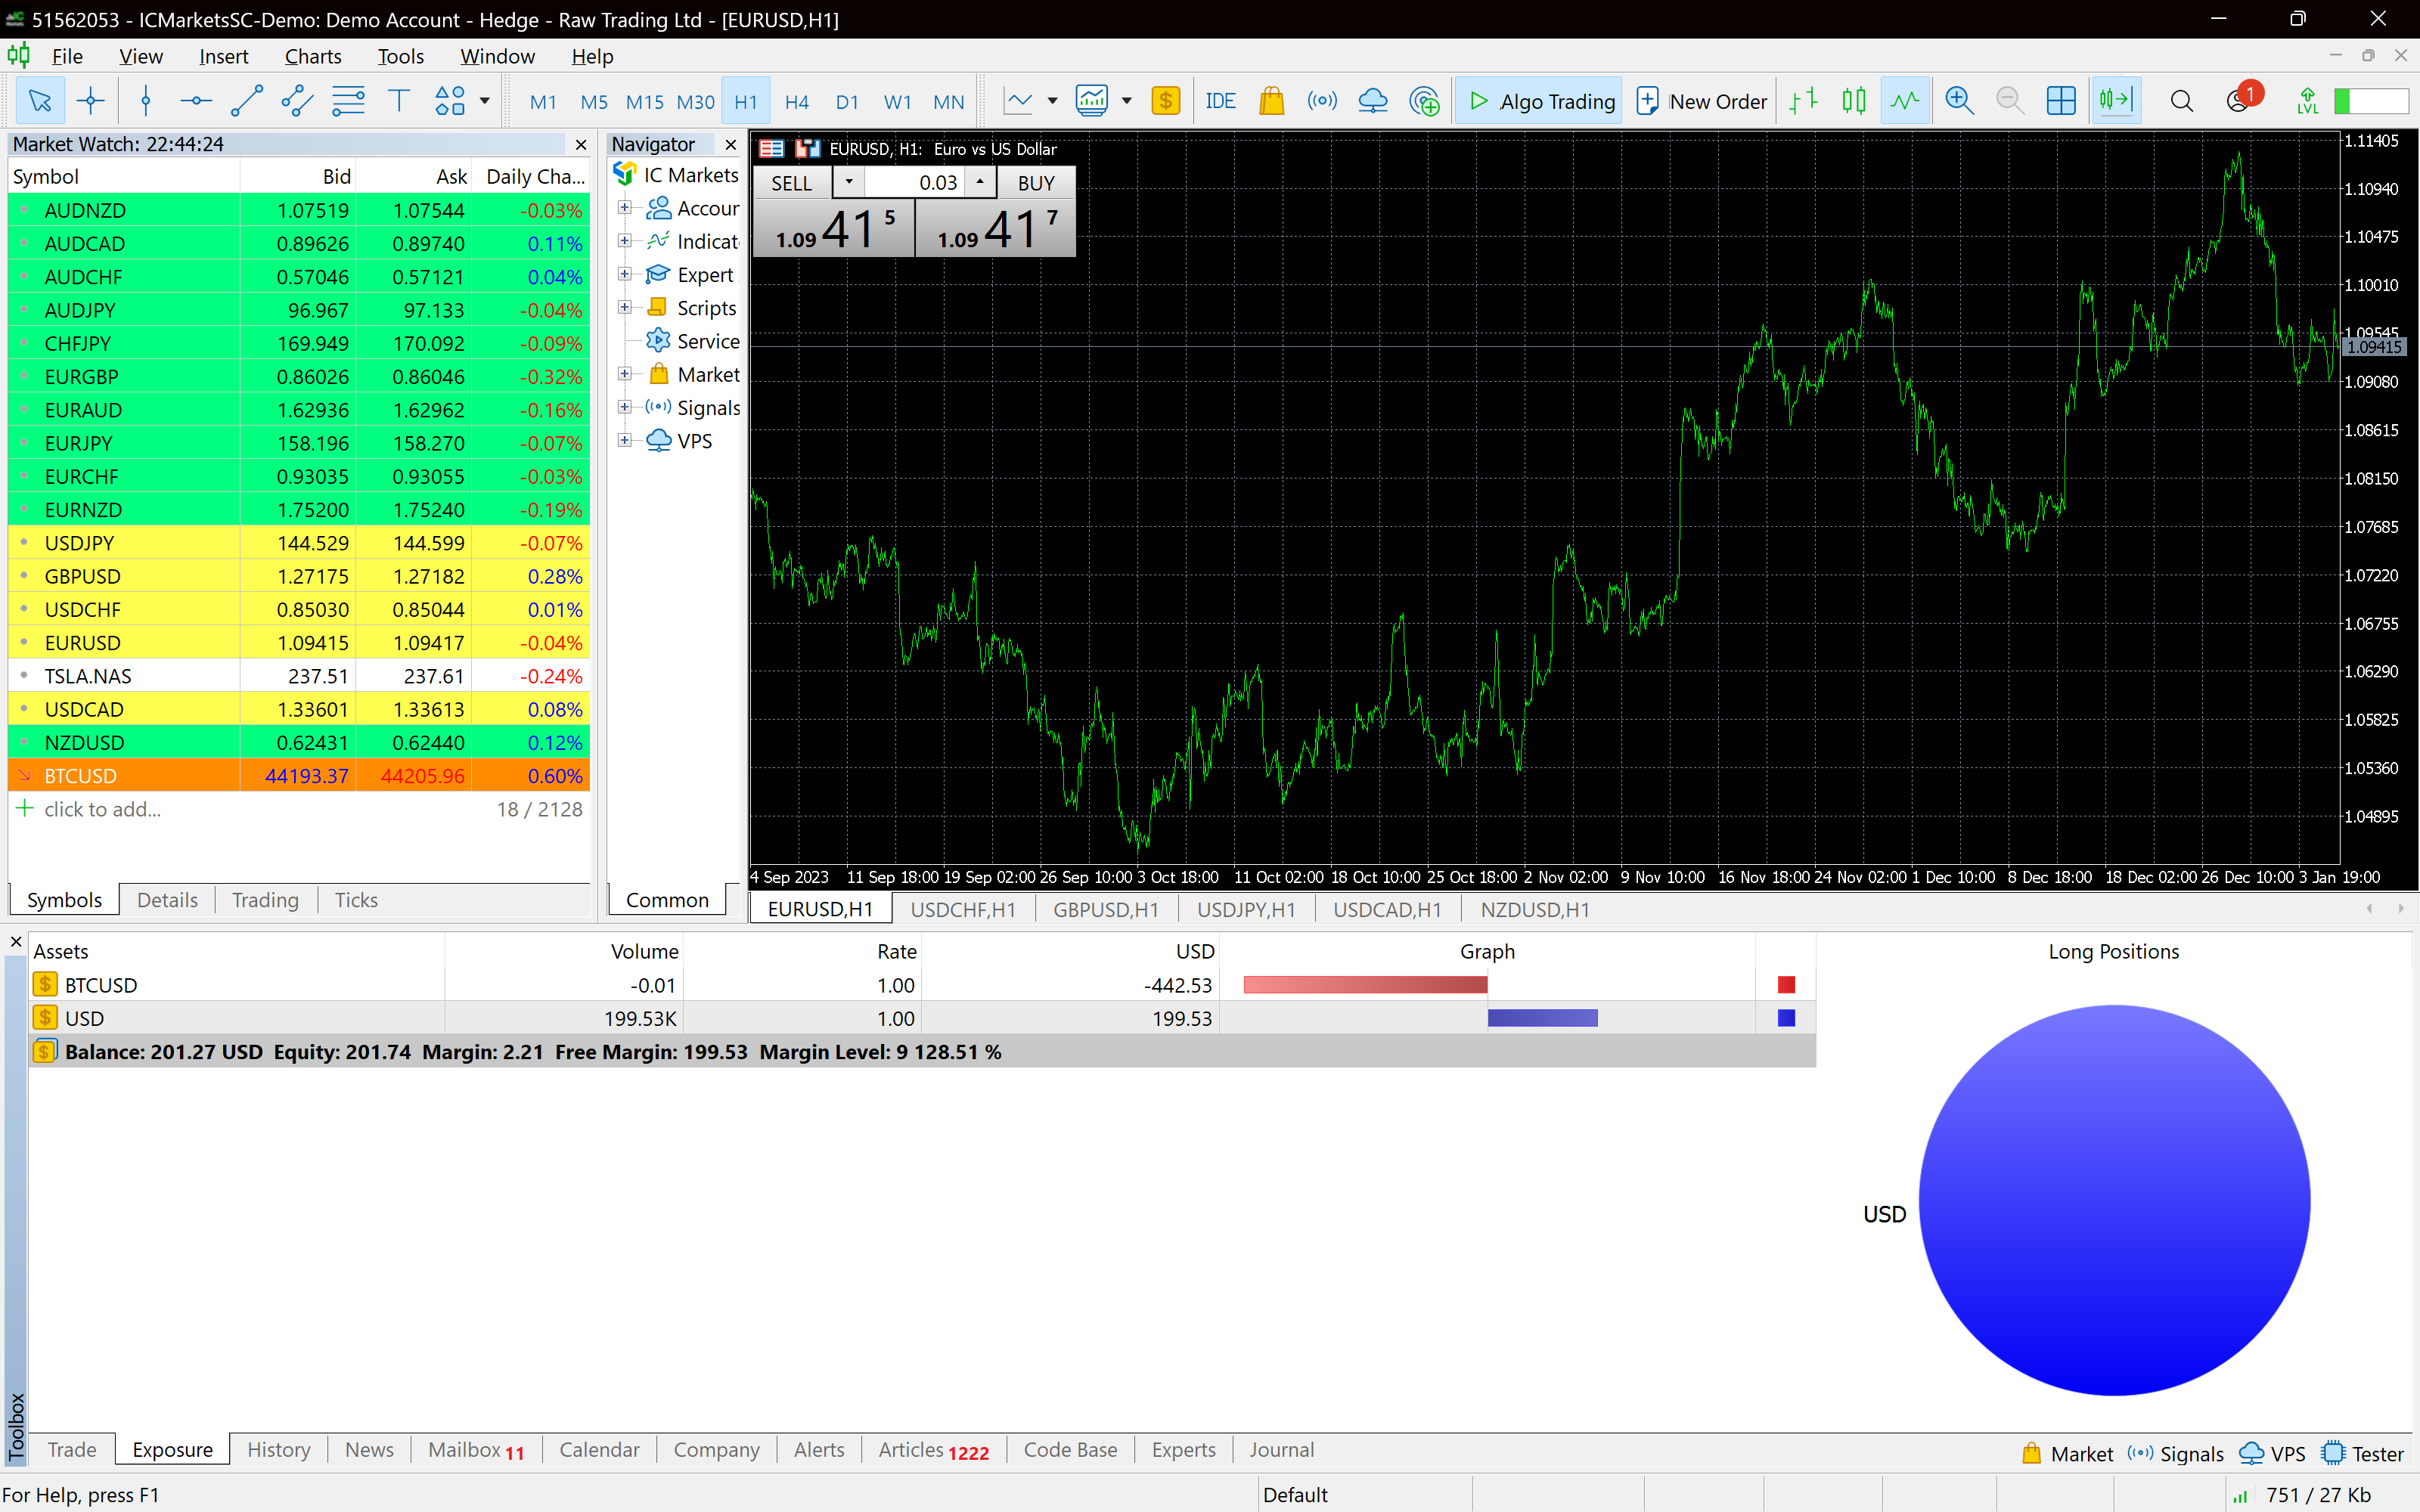 51562053 - ICMarketsSC-Demo: Demo Account - Hedge - Raw Trading Ltd - [EURUSD,H1]
File View Insert Charts Tools Window Help
M1 M5 M15 M30 H1 H4 D1 W1 MN $ IDE Algo Trading New Order 1 LVL
Market Watch: 22:44:24
Symbol Bid Ask Daily Cha...
AUDNZD 1.07519 1.07544 -0.03%
AUDCAD 0.89626 0.89740 0.11%
AUDCHF 0.57046 0.57121 0.04%
AUDJPY 96.967 97.133 -0.04%
CHFJPY 169.949 170.092 -0.09%
EURGBP 0.86026 0.86046 -0.32%
EURAUD 1.62936 1.62962 -0.16%
EURJPY 158.196 158.270 -0.07%
EURCHF 0.93035 0.93055 -0.03%
EURNZD 1.75200 1.75240 -0.19%
USDJPY 144.529 144.599 -0.07%
GBPUSD 1.27175 1.27182 0.28%
USDCHF 0.85030 0.85044 0.01%
EURUSD 1.09415 1.09417 -0.04%
TSLA.NAS 237.51 237.61 -0.24%
USDCAD 1.33601 1.33613 0.08%
NZDUSD 0.62431 0.62440 0.12%
BTCUSD 44193.37 44205.96 0.60%
click to add... 18 / 2128
Symbols Details Trading Ticks
Navigator
IC Markets
Accour
Indicat
Expert
Scripts
Service
Market
Signals
VPS
Common
EURUSD, H1: Euro vs US Dollar
SELL 0.03 BUY
1.09 41 5 1.09 41 7
1.11405
1.10940
1.10475
1.10010
1.09545
1.09415
1.09080
1.08615
1.08150
1.07685
1.07220
1.06755
1.06290
1.05825
1.05360
1.04895
4 Sep 2023 11 Sep 18:00 19 Sep 02:00 26 Sep 10:00 3 Oct 18:00 11 Oct 02:00 18 Oct 10:00 25 Oct 18:00 2 Nov 02:00 9 Nov 10:00 16 Nov 18:00 24 Nov 02:00 1 Dec 10:00 8 Dec 18:00 18 Dec 02:00 26 Dec 10:00 3 Jan 19:00
EURUSD,H1 USDCHF,H1 GBPUSD,H1 USDJPY,H1 USDCAD,H1 NZDUSD,H1
Assets Volume Rate USD Graph Long Positions
BTCUSD -0.01 1.00 -442.53
USD 199.53K 1.00 199.53
Balance: 201.27 USD Equity: 201.74 Margin: 2.21 Free Margin: 199.53 Margin Level: 9 128.51 %
USD
Toolbox
Trade Exposure History News Mailbox 11 Calendar Company Alerts Articles 1222 Code Base Experts Journal
Market Signals VPS Tester
For Help, press F1 Default 751 / 27 Kb